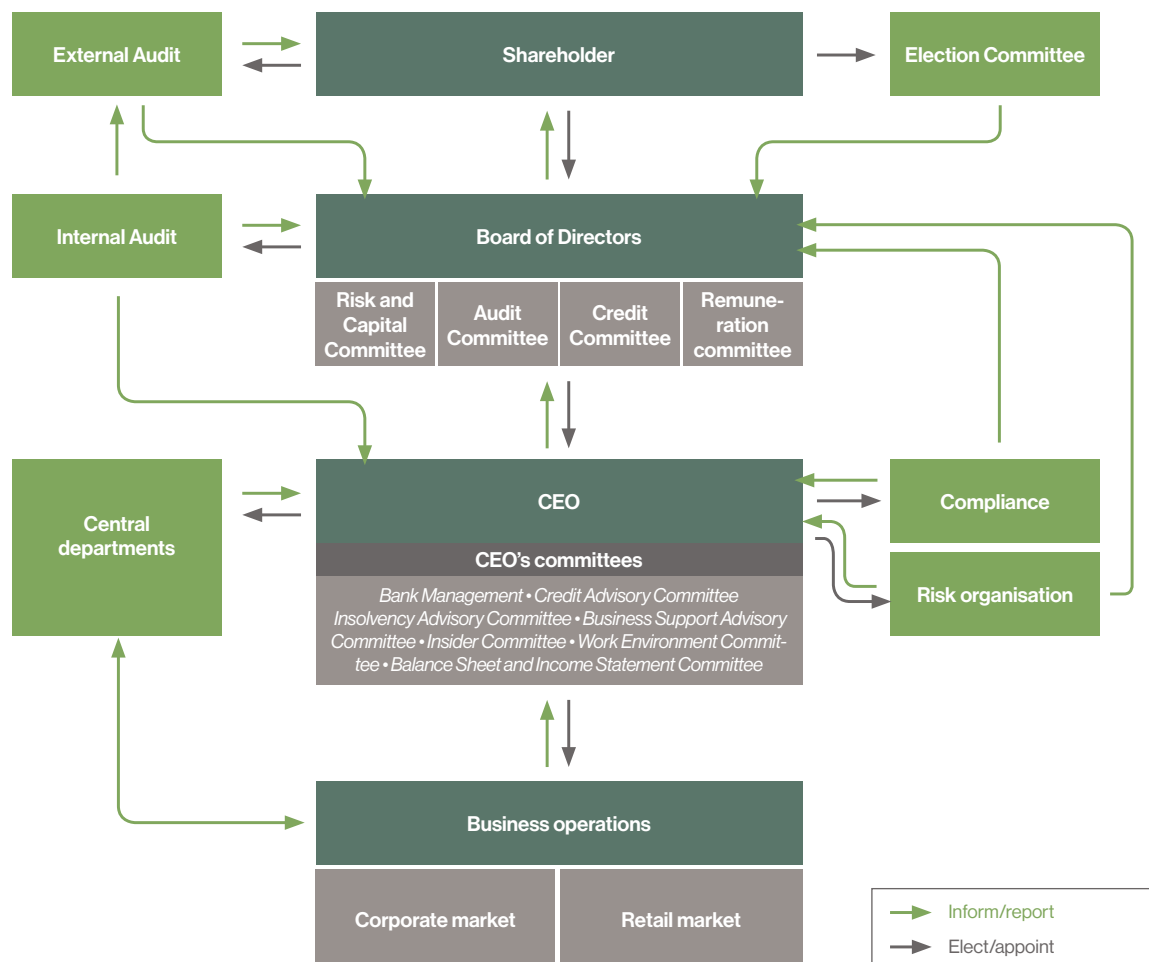 External Audit
Shareholder
Election Committee
Internal Audit
Board of Directors
Risk and
Capital
Committee
Audit
Committee
Credit
Committee
Remune-
ration
committee
Central
departments
CEO
Compliance
CEO’s committees
Bank Management • Credit Advisory Committee
Insolvency Advisory Committee • Business Support Advisory
Committee • Insider Committee • Work Environment Commit-
tee • Balance Sheet and Income Statement Committee
Risk organisation
Business operations
Corporate market
Retail market
Inform/report
Elect/appoint